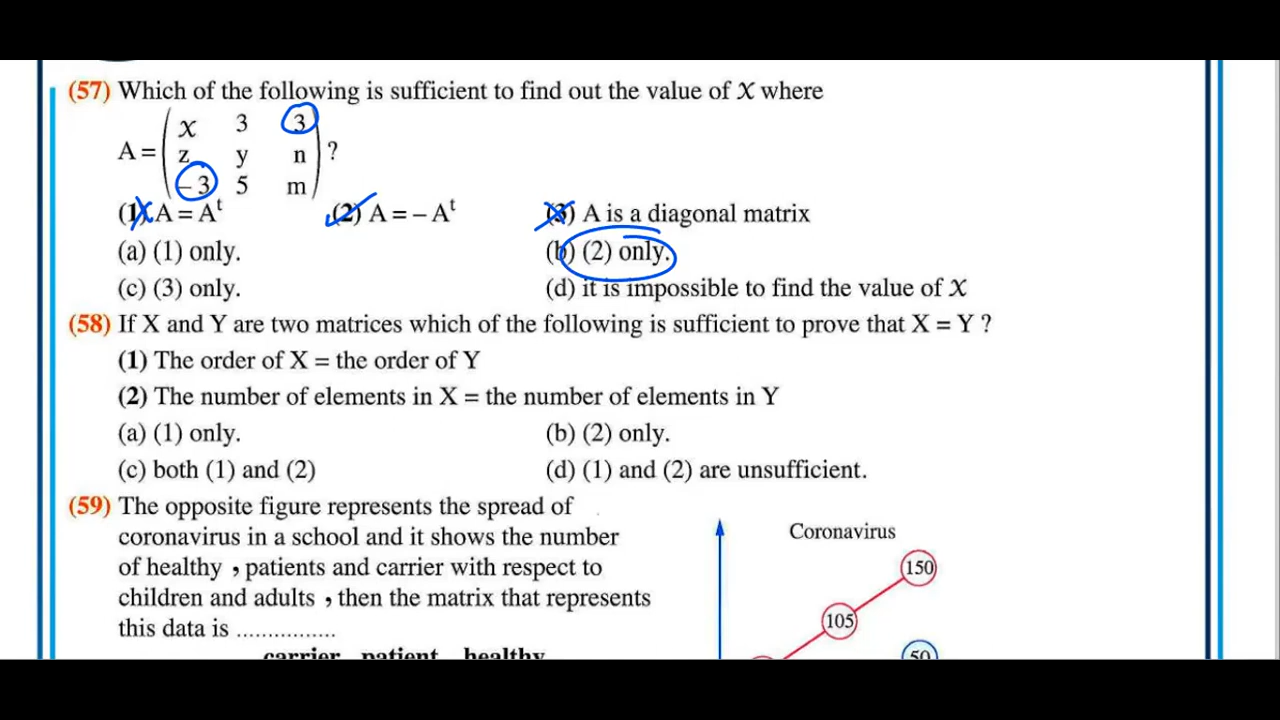 (57) Which of the following is sufficient to find out the value of x where
A = ( x 3 3
z y n
– 3 5 m ) ?
(1) A = Aᵗ (2) A = – Aᵗ (3) A is a diagonal matrix
(a) (1) only. (b) (2) only.
(c) (3) only. (d) it is impossible to find the value of x
(58) If X and Y are two matrices which of the following is sufficient to prove that X = Y ?
(1) The order of X = the order of Y
(2) The number of elements in X = the number of elements in Y
(a) (1) only. (b) (2) only.
(c) both (1) and (2) (d) (1) and (2) are unsufficient.
(59) The opposite figure represents the spread of
coronavirus in a school and it shows the number
of healthy , patients and carrier with respect to
children and adults , then the matrix that represents
this data is ................
carrier patient healthy
Coronavirus
150
105
50